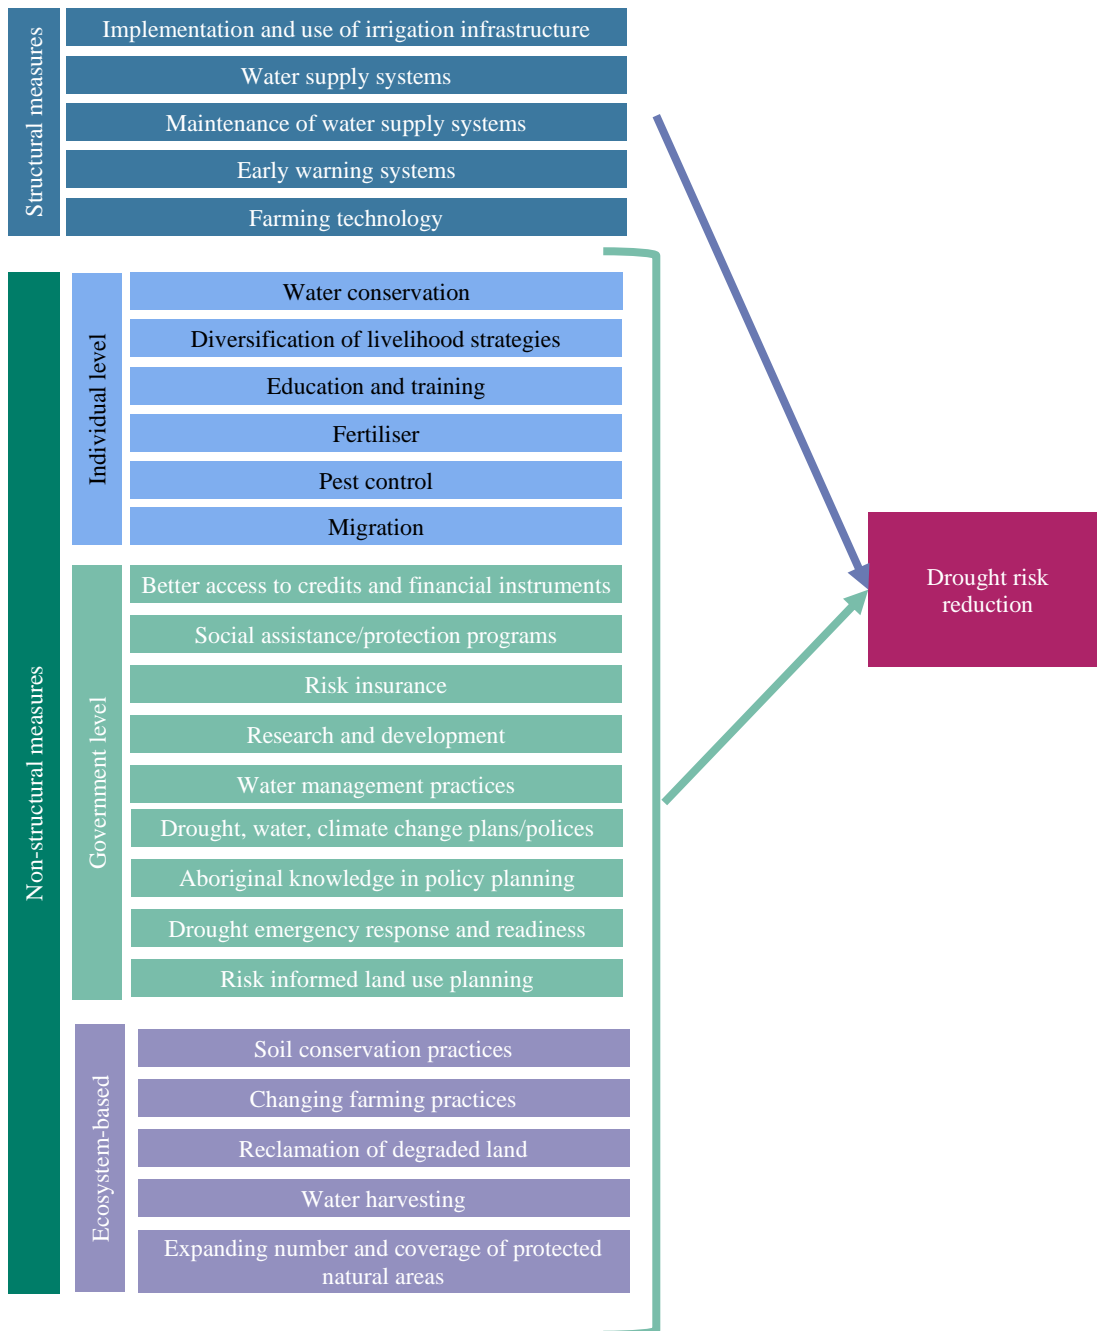 Structural measures
Implementation and use of irrigation infrastructure
Water supply systems
Maintenance of water supply systems
Early warning systems
Farming technology
Non-structural measures
Individual level
Water conservation
Diversification of livelihood strategies
Education and training
Fertiliser
Pest control
Migration
Government level
Better access to credits and financial instruments
Social assistance/protection programs
Risk insurance
Research and development
Water management practices
Drought, water, climate change plans/polices
Aboriginal knowledge in policy planning
Drought emergency response and readiness
Risk informed land use planning
Ecosystem-based
Soil conservation practices
Changing farming practices
Reclamation of degraded land
Water harvesting
Expanding number and coverage of protected
natural areas
Drought risk
reduction